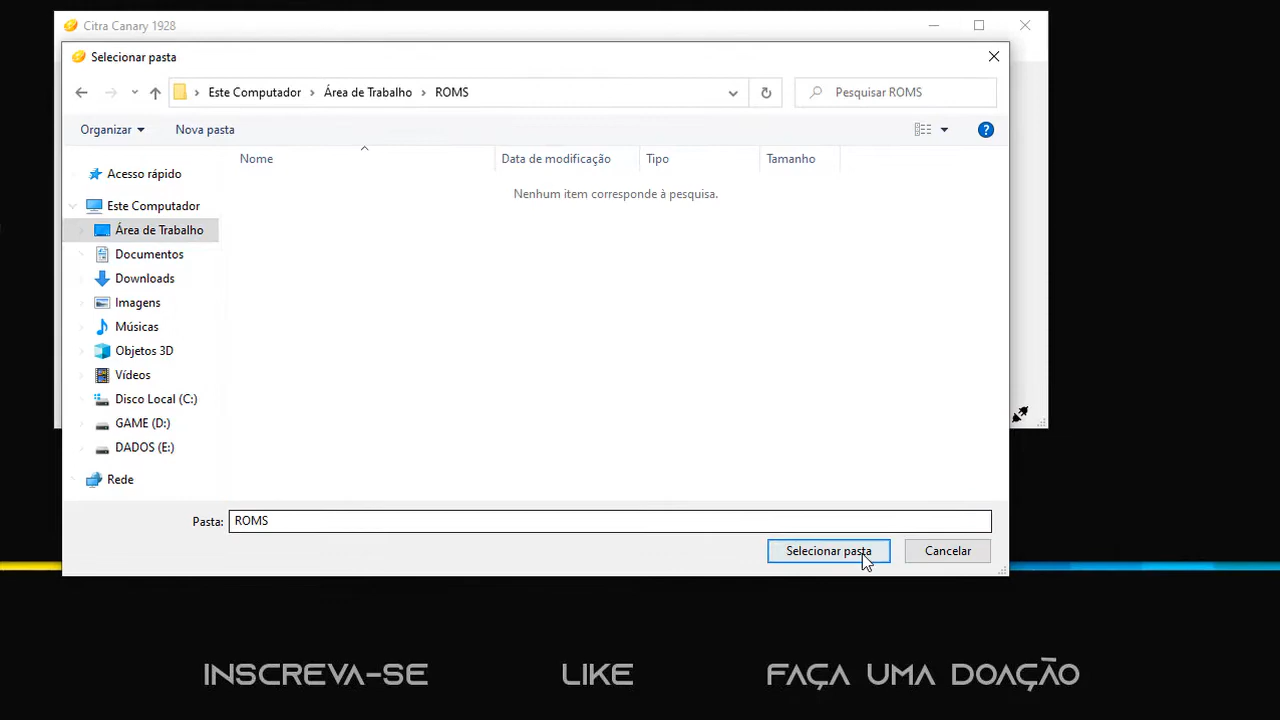 Citra Canary 1928
Selecionar pasta
Este Computador > Área de Trabalho > ROMS
Pesquisar ROMS
Organizar
Nova pasta
?
Nome
Data de modificação
Tipo
Tamanho
Nenhum item corresponde à pesquisa.
Acesso rápido
Este Computador
Área de Trabalho
Documentos
Downloads
Imagens
Músicas
Objetos 3D
Vídeos
Disco Local (C:)
GAME (D:)
DADOS (E:)
Rede
Pasta: ROMS
Selecionar pasta
Cancelar
INSCREVA-SE
LIKE
FAÇA UMA DOAÇÃO